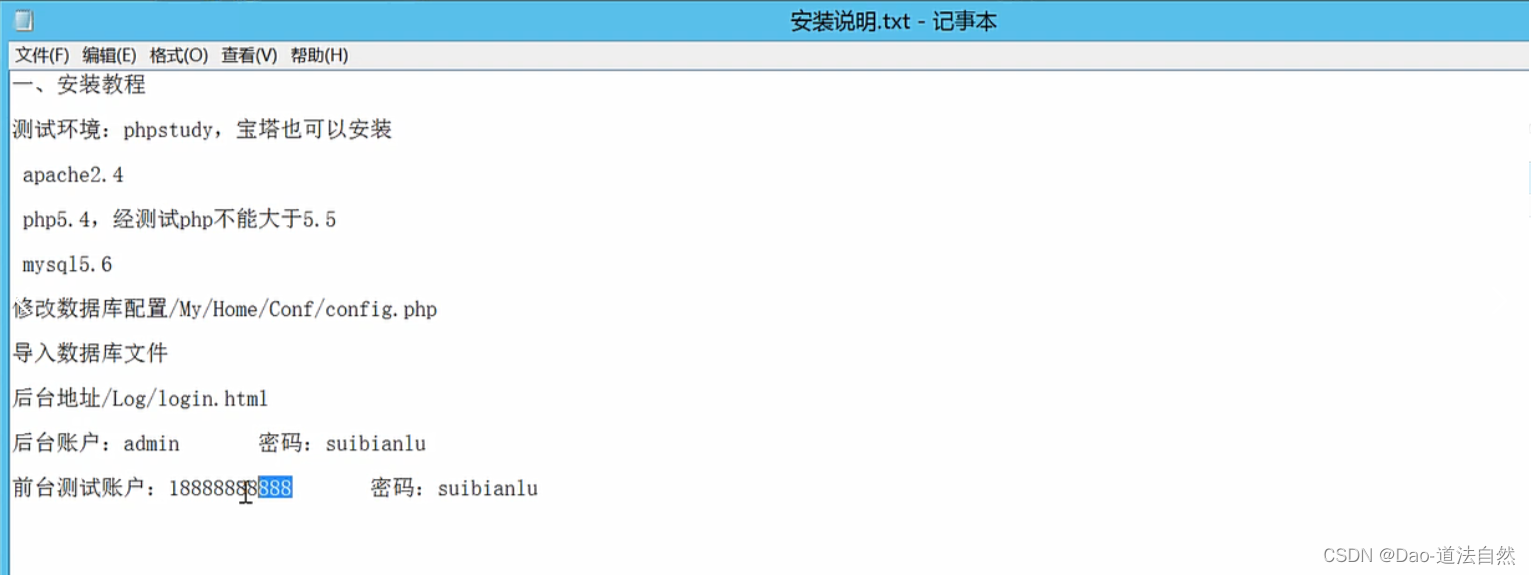 安装说明.txt - 记事本
文件(F) 编辑(E) 格式(O) 查看(V) 帮助(H)
一、安装教程
测试环境：phpstudy，宝塔也可以安装
apache2.4
php5.4，经测试php不能大于5.5
mysql5.6
修改数据库配置/My/Home/Conf/config.php
导入数据库文件
后台地址/Log/login.html
后台账户：admin 密码：suibianlu
前台测试账户：18888888888 密码：suibianlu
CSDN @Dao-道法自然